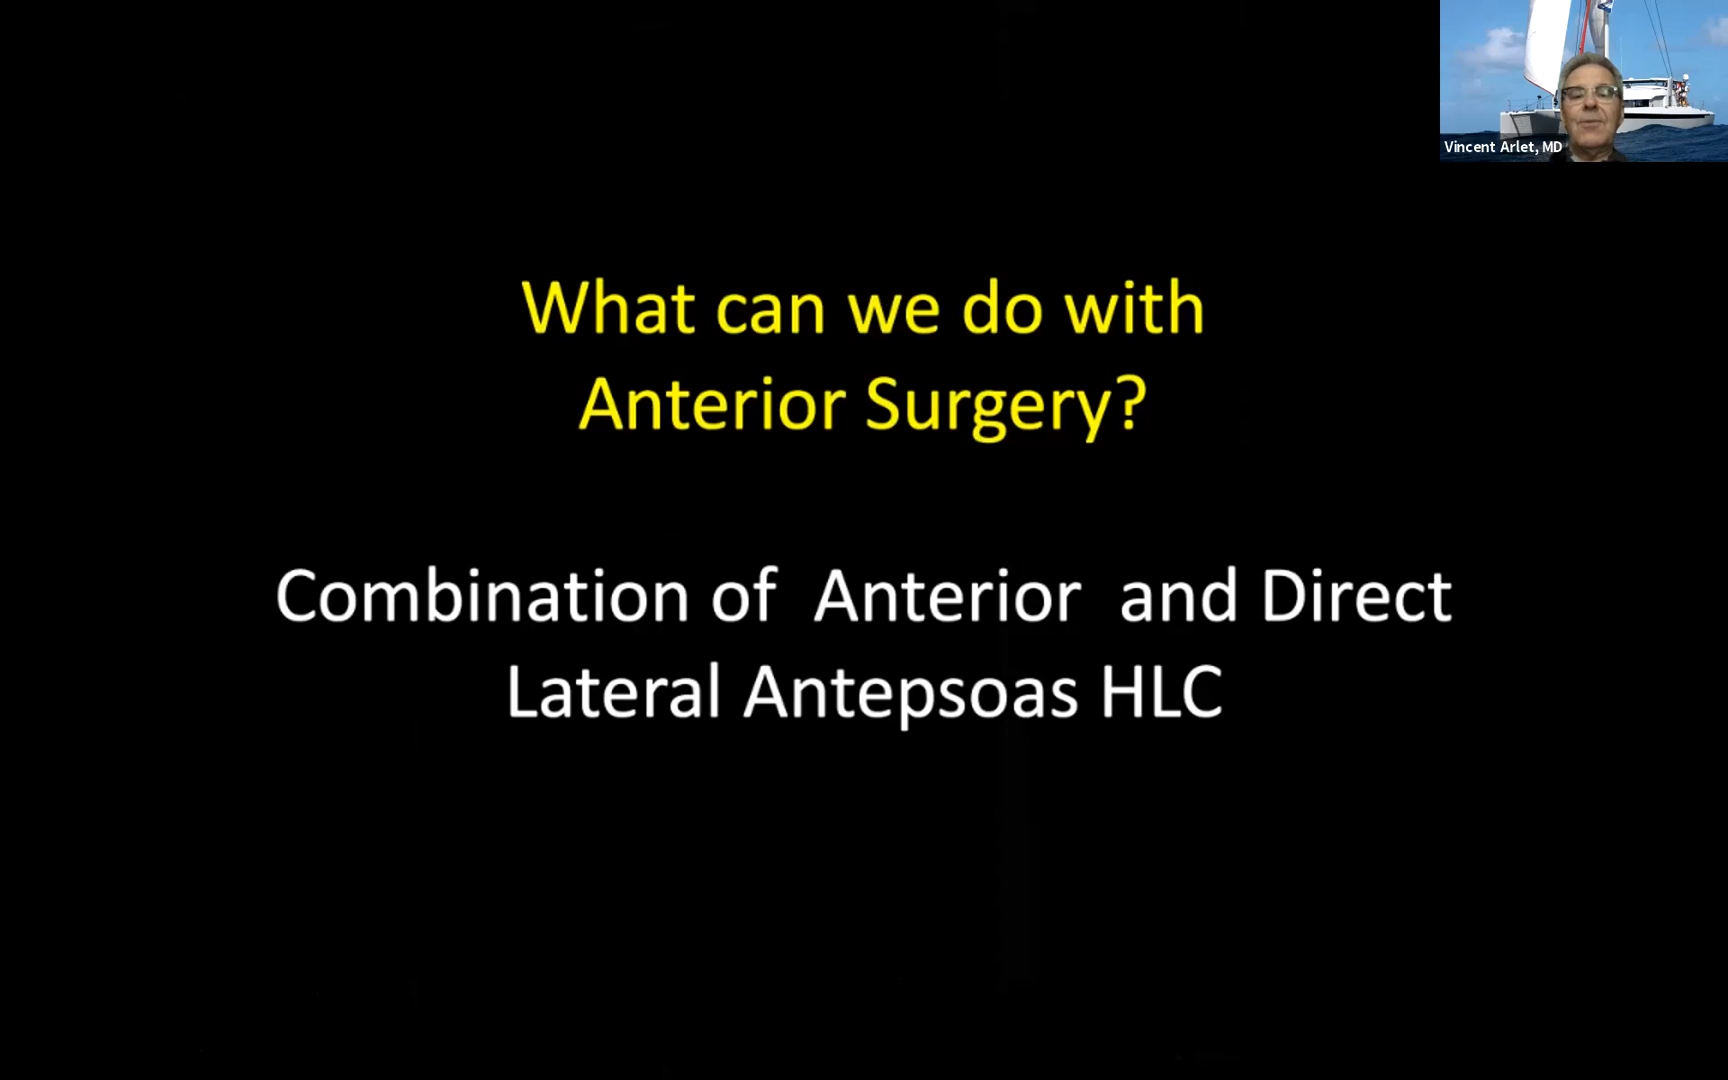 Vincent Arlet, MD
What can we do with
Anterior Surgery?
Combination of  Anterior  and Direct
Lateral Antepsoas HLC